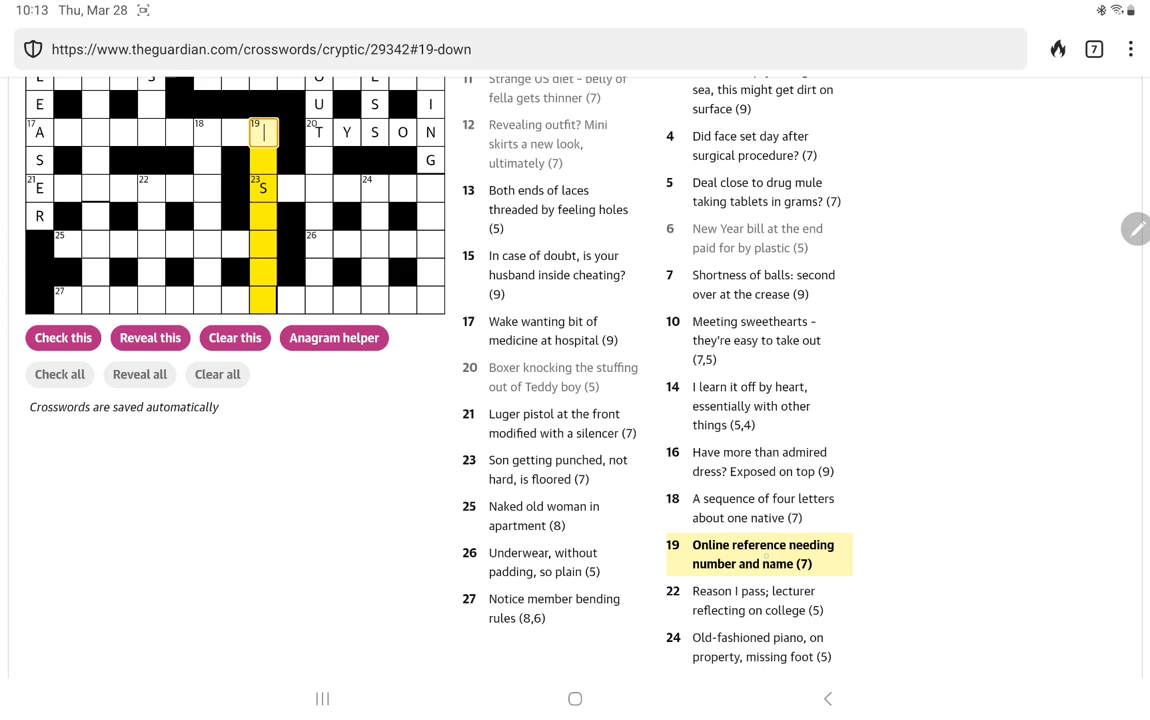 10:13 Thu, Mar 28
https://www.theguardian.com/crosswords/cryptic/29342#19-down
7
E U S I
17 A 18 19 20 T Y S O N
S G
21 E 22 23 S 24
R
25 26
27
Check this Reveal this Clear this Anagram helper
Check all Reveal all Clear all
Crosswords are saved automatically
11 Strange US diet – belly of
fella gets thinner (7)
12 Revealing outfit? Mini
skirts a new look,
ultimately (7)
13 Both ends of laces
threaded by feeling holes
(5)
15 In case of doubt, is your
husband inside cheating?
(9)
17 Wake wanting bit of
medicine at hospital (9)
20 Boxer knocking the stuffing
out of Teddy boy (5)
21 Luger pistol at the front
modified with a silencer (7)
23 Son getting punched, not
hard, is floored (7)
25 Naked old woman in
apartment (8)
26 Underwear, without
padding, so plain (5)
27 Notice member bending
rules (8,6)
sea, this might get dirt on
surface (9)
4 Did face set day after
surgical procedure? (7)
5 Deal close to drug mule
taking tablets in grams? (7)
6 New Year bill at the end
paid for by plastic (5)
7 Shortness of balls: second
over at the crease (9)
10 Meeting sweethearts –
they're easy to take out
(7,5)
14 I learn it off by heart,
essentially with other
things (5,4)
16 Have more than admired
dress? Exposed on top (9)
18 A sequence of four letters
about one native (7)
19 Online reference needing
number and name (7)
22 Reason I pass; lecturer
reflecting on college (5)
24 Old-fashioned piano, on
property, missing foot (5)